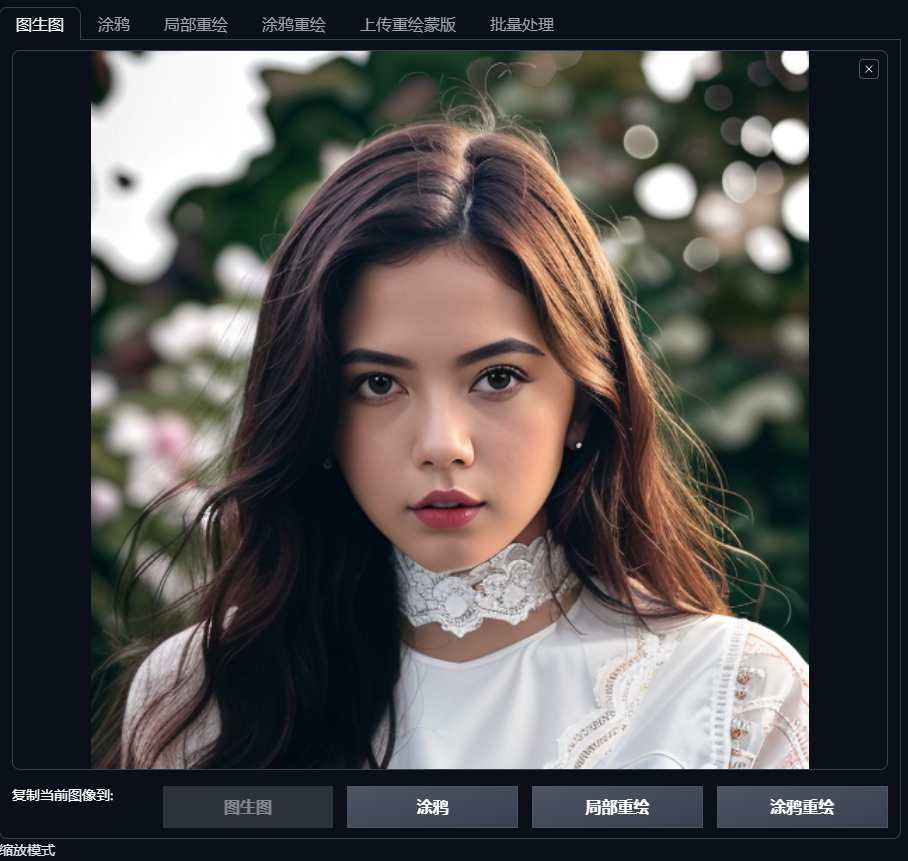 图生图 涂鸦 局部重绘 涂鸦重绘 上传重绘蒙版 批量处理
复制当前图像到: 图生图 涂鸦 局部重绘 涂鸦重绘
缩放模式